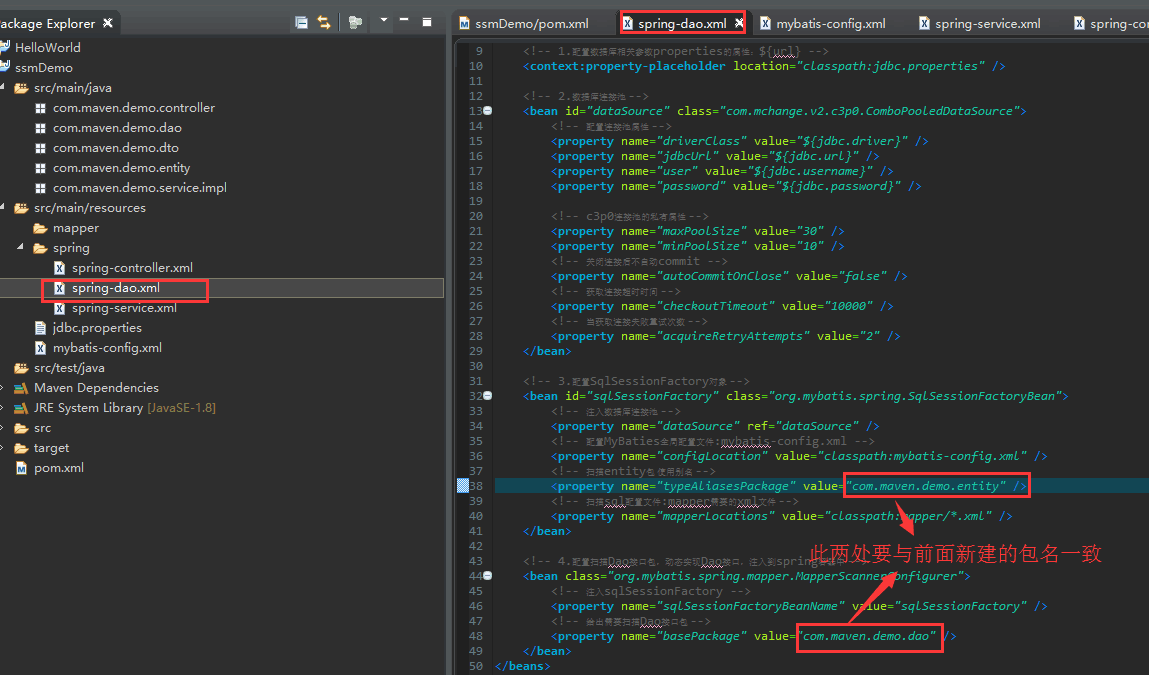 Package Explorer
HelloWorld
ssmDemo
src/main/java
com.maven.demo.controller
com.maven.demo.dao
com.maven.demo.dto
com.maven.demo.entity
com.maven.demo.service.impl
src/main/resources
mapper
spring
spring-controller.xml
spring-dao.xml
spring-service.xml
jdbc.properties
mybatis-config.xml
src/test/java
Maven Dependencies
JRE System Library [JavaSE-1.8]
src
target
pom.xml
ssmDemo/pom.xml spring-dao.xml mybatis-config.xml spring-service.xml spring-con
9 <!-- 1.配置数据库相关参数properties的属性：${url} -->
10 <context:property-placeholder location="classpath:jdbc.properties" />
11
12 <!-- 2.数据库连接池 -->
13 <bean id="dataSource" class="com.mchange.v2.c3p0.ComboPooledDataSource">
14 <!-- 配置连接池属性 -->
15 <property name="driverClass" value="${jdbc.driver}" />
16 <property name="jdbcUrl" value="${jdbc.url}" />
17 <property name="user" value="${jdbc.username}" />
18 <property name="password" value="${jdbc.password}" />
19
20 <!-- c3p0连接池的私有属性 -->
21 <property name="maxPoolSize" value="30" />
22 <property name="minPoolSize" value="10" />
23 <!-- 关闭连接后不自动commit -->
24 <property name="autoCommitOnClose" value="false" />
25 <!-- 获取连接超时时间 -->
26 <property name="checkoutTimeout" value="10000" />
27 <!-- 当获取连接失败重试次数 -->
28 <property name="acquireRetryAttempts" value="2" />
29 </bean>
30
31 <!-- 3.配置SqlSessionFactory对象 -->
32 <bean id="sqlSessionFactory" class="org.mybatis.spring.SqlSessionFactoryBean">
33 <!-- 注入数据库连接池 -->
34 <property name="dataSource" ref="dataSource" />
35 <!-- 配置MyBaties全局配置文件:mybatis-config.xml -->
36 <property name="configLocation" value="classpath:mybatis-config.xml" />
37 <!-- 扫描entity包 使用别名 -->
38 <property name="typeAliasesPackage" value="com.maven.demo.entity" />
39 <!-- 扫描sql配置文件:mapper需要的xml文件 -->
40 <property name="mapperLocations" value="classpath:mapper/*.xml" />
41 </bean>
42
此两处要与前面新建的包名一致
43 <!-- 4.配置扫描Dao接口包，动态实现Dao接口，注入到spring
44 <bean class="org.mybatis.spring.mapper.MapperScannerConfigurer">
45 <!-- 注入sqlSessionFactory -->
46 <property name="sqlSessionFactoryBeanName" value="sqlSessionFactory" />
47 <!-- 给出需要扫描Dao接口包 -->
48 <property name="basePackage" value="com.maven.demo.dao" />
49 </bean>
50 </beans>